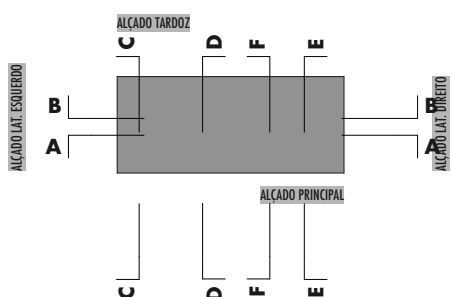 ALÇADO TARDOZ
C D F E
ALÇADO LAT. ESQUERDO
B B
A A
ALÇADO LAT. DIREITO
ALÇADO PRINCIPAL
C D F E